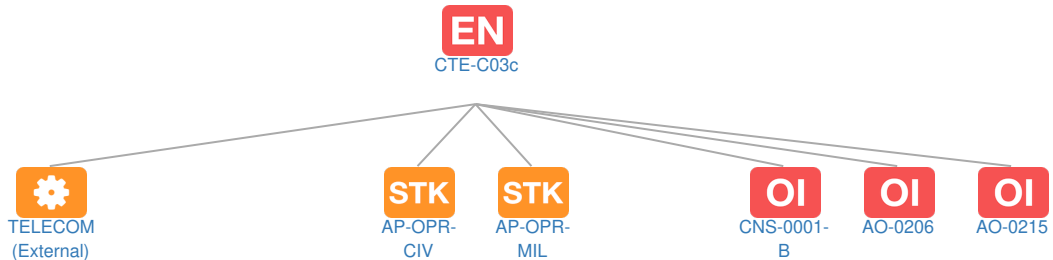 EN
CTE-C03c
STK STK OI OI OI
TELECOM AP-OPR- AP-OPR- CNS-0001- AO-0206 AO-0215
(External) CIV MIL B